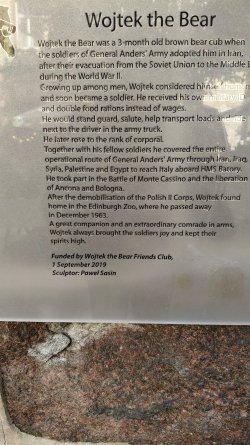 Wojtek the Bear
Wojtek the Bear was a 3-month old brown bear cub when
the soldiers of General Anders' Army adopted him in Iran,
after their evacuation from the Soviet Union to the Middle E
during the World War II.
Growing up among men, Wojtek considered him
and soon became a soldier. He received his own
and double food rations instead of wages.
He would stand guard, salute, help transport loads and
next to the driver in the army truck.
He later rose to the rank of corporal.
Together with his fellow soldiers he covered the entire
operational route of General Anders' Army through Iran, Iraq,
Syria, Palestine and Egypt to reach Italy aboard HMS Batory.
He took part in the Battle of Monte Cassino and the liberation
of Ancona and Bologna.
After the demobilisation of the Polish II Corps, Wojtek found
home in the Edinburgh Zoo, where he passed away
in December 1963.
A great companion and an extraordinary comrade in arms,
Wojtek always brought the soldiers joy and kept their
spirits high.
Funded by Wojtek the Bear Friends Club,
1 September 2019
Sculptor: Paweł Sasin